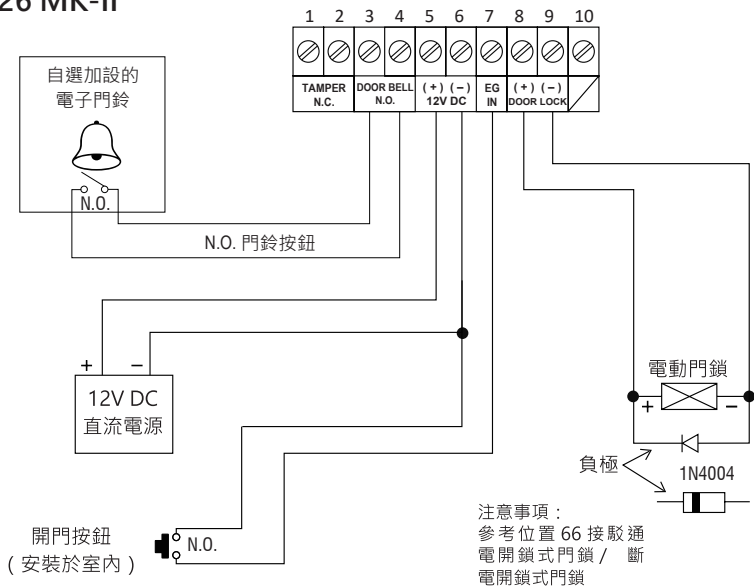 26 MK-II
1 2 3 4 5 6 7 8 9 10
TAMPER
N.C.
DOOR BELL
N.O.
(+) (−)
12V DC
EG
IN
(+) (−)
DOOR LOCK
自選加設的
電子門鈴
N.O.
N.O. 門鈴按鈕
+ −
12V DC
直流電源
電動門鎖
+ −
負極
1N4004
開門按鈕
(安裝於室內)
N.O.
注意事項：
參考位置 66 接駁通
電開鎖式門鎖 / 斷
電開鎖式門鎖